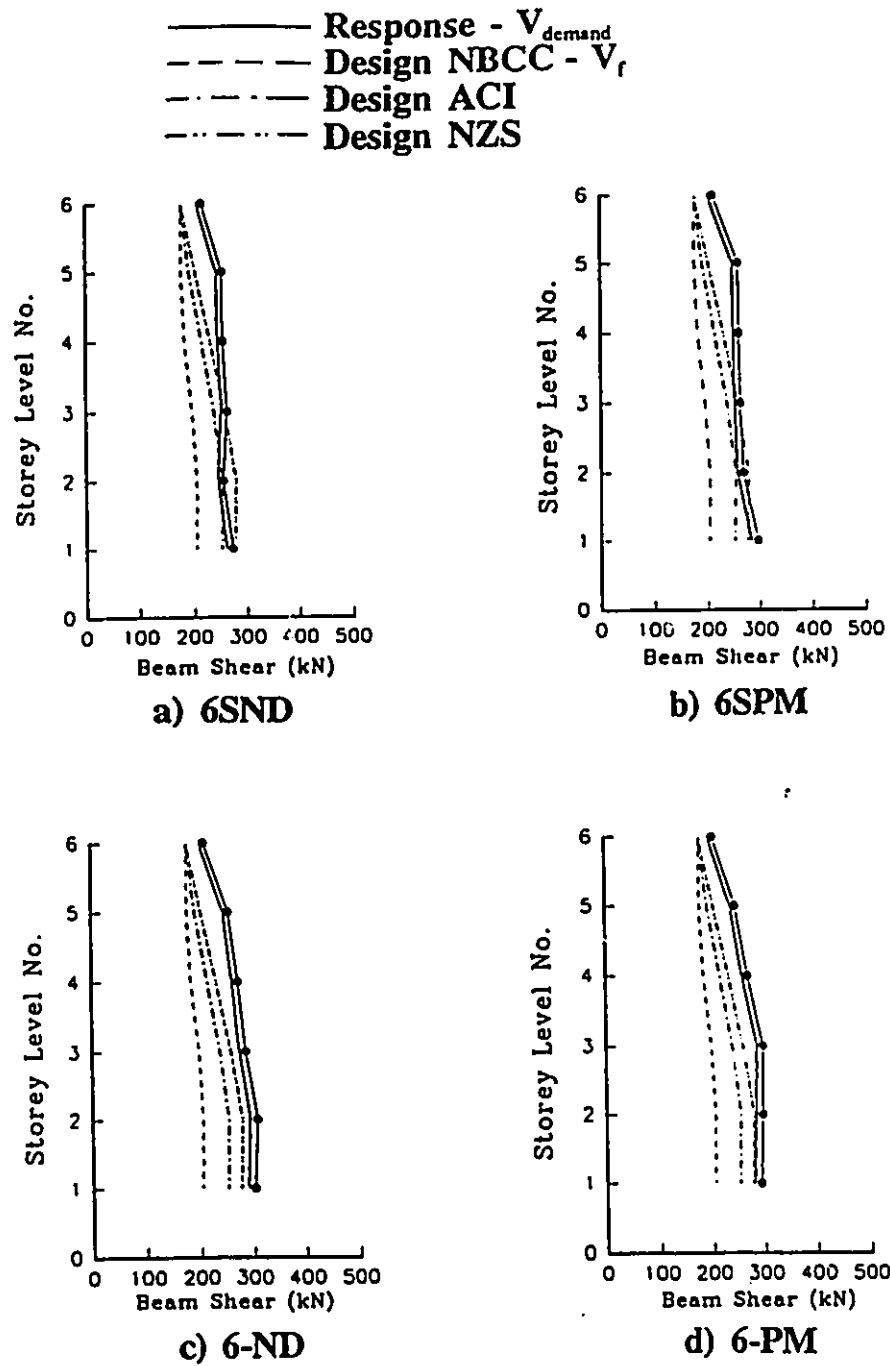 Response - V demand
Design NBCC - V f
Design ACI
Design NZS
6
5
4
3
2
1
0
Storey Level No.
0 100 200 300 400 500
Beam Shear (kN)
a) 6SND
6
5
4
3
2
1
0
Storey Level No.
0 100 200 300 400 500
Beam Shear (kN)
b) 6SPM
6
5
4
3
2
1
0
Storey Level No.
0 100 200 300 400 500
Beam Shear (kN)
c) 6-ND
6
5
4
3
2
1
0
Storey Level No.
0 100 200 300 400 500
Beam Shear (kN)
d) 6-PM